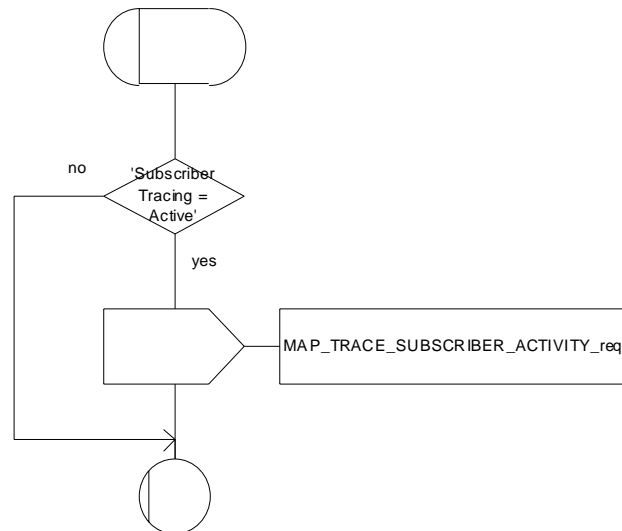 no
'Subscriber
Tracing =
Active'
yes
MAP_TRACE_SUBSCRIBER_ACTIVITY_req